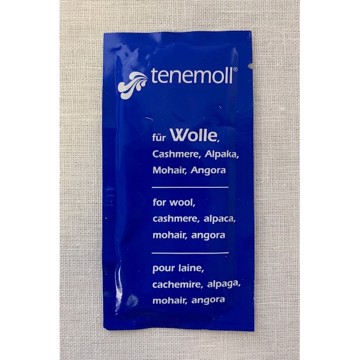 tenemoll®
für Wolle,
Cashmere, Alpaka,
Mohair, Angora
for wool,
cashmere, alpaca,
mohair, angora
pour laine,
cachemire, alpaga,
mohair, angora